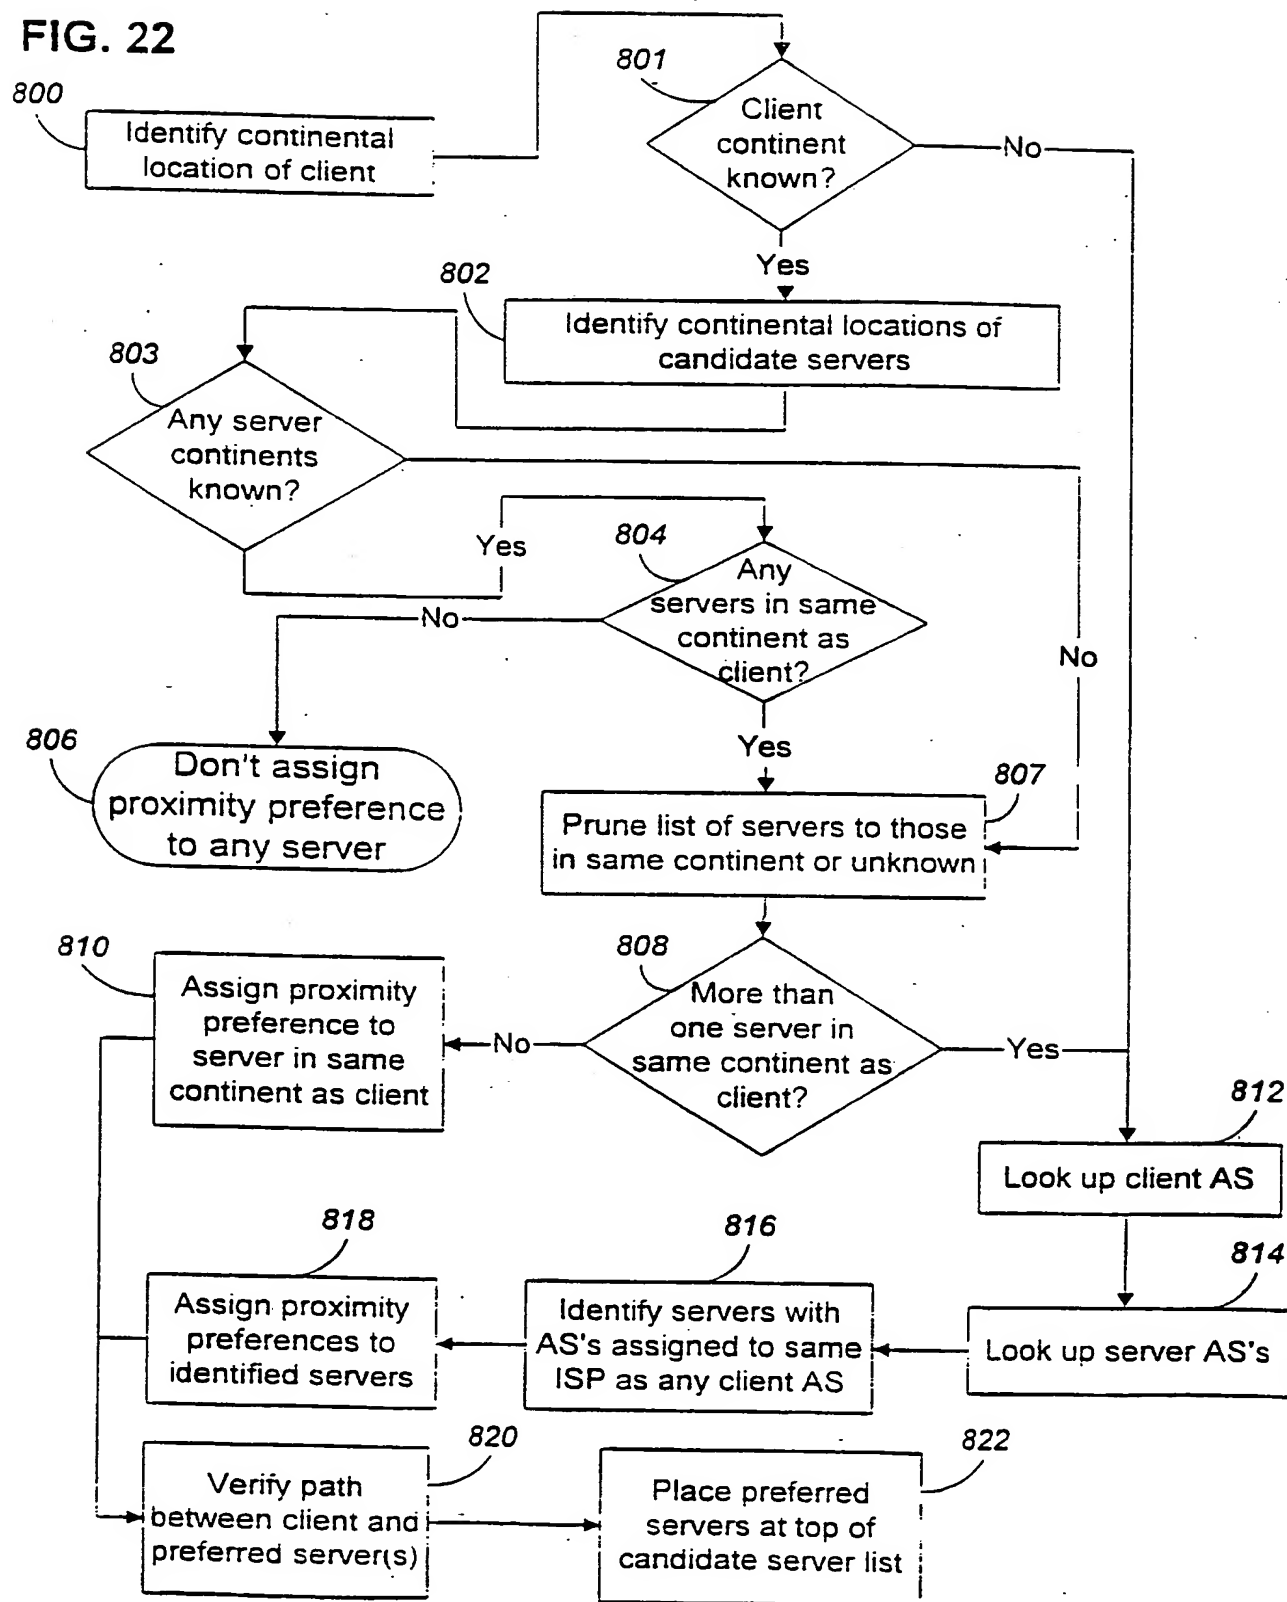 FIG. 22
800
Identify continental
location of client
801
Client
continent
known?
No
Yes
802
Identify continental locations of
candidate servers
803
Any server
continents
known?
Yes
804
Any
servers in same
continent as
client?
No
No
806
Don't assign
proximity preference
to any server
Yes
807
Prune list of servers to those
in same continent or unknown
808
More than
one server in
same continent as
client?
810
Assign proximity
preference to
server in same
continent as client
No
Yes
812
Look up client AS
814
Look up server AS's
816
Identify servers with
AS's assigned to same
ISP as any client AS
818
Assign proximity
preferences to
identified servers
820
Verify path
between client and
preferred server(s)
822
Place preferred
servers at top of
candidate server list